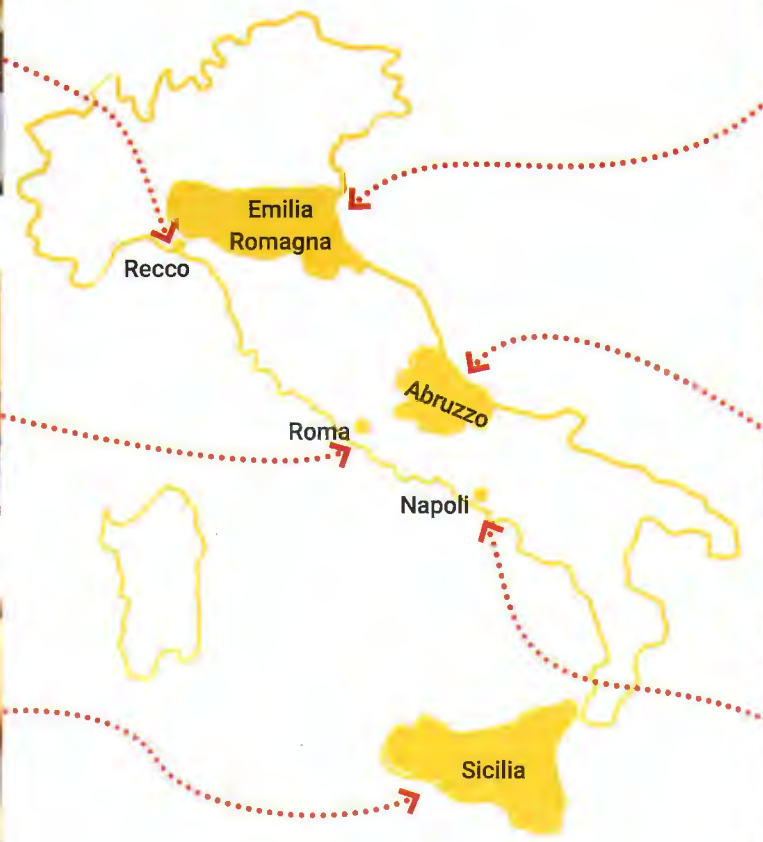 Emilia
Romagna
Recco
Abruzzo
Roma
Napoli
Sicilia